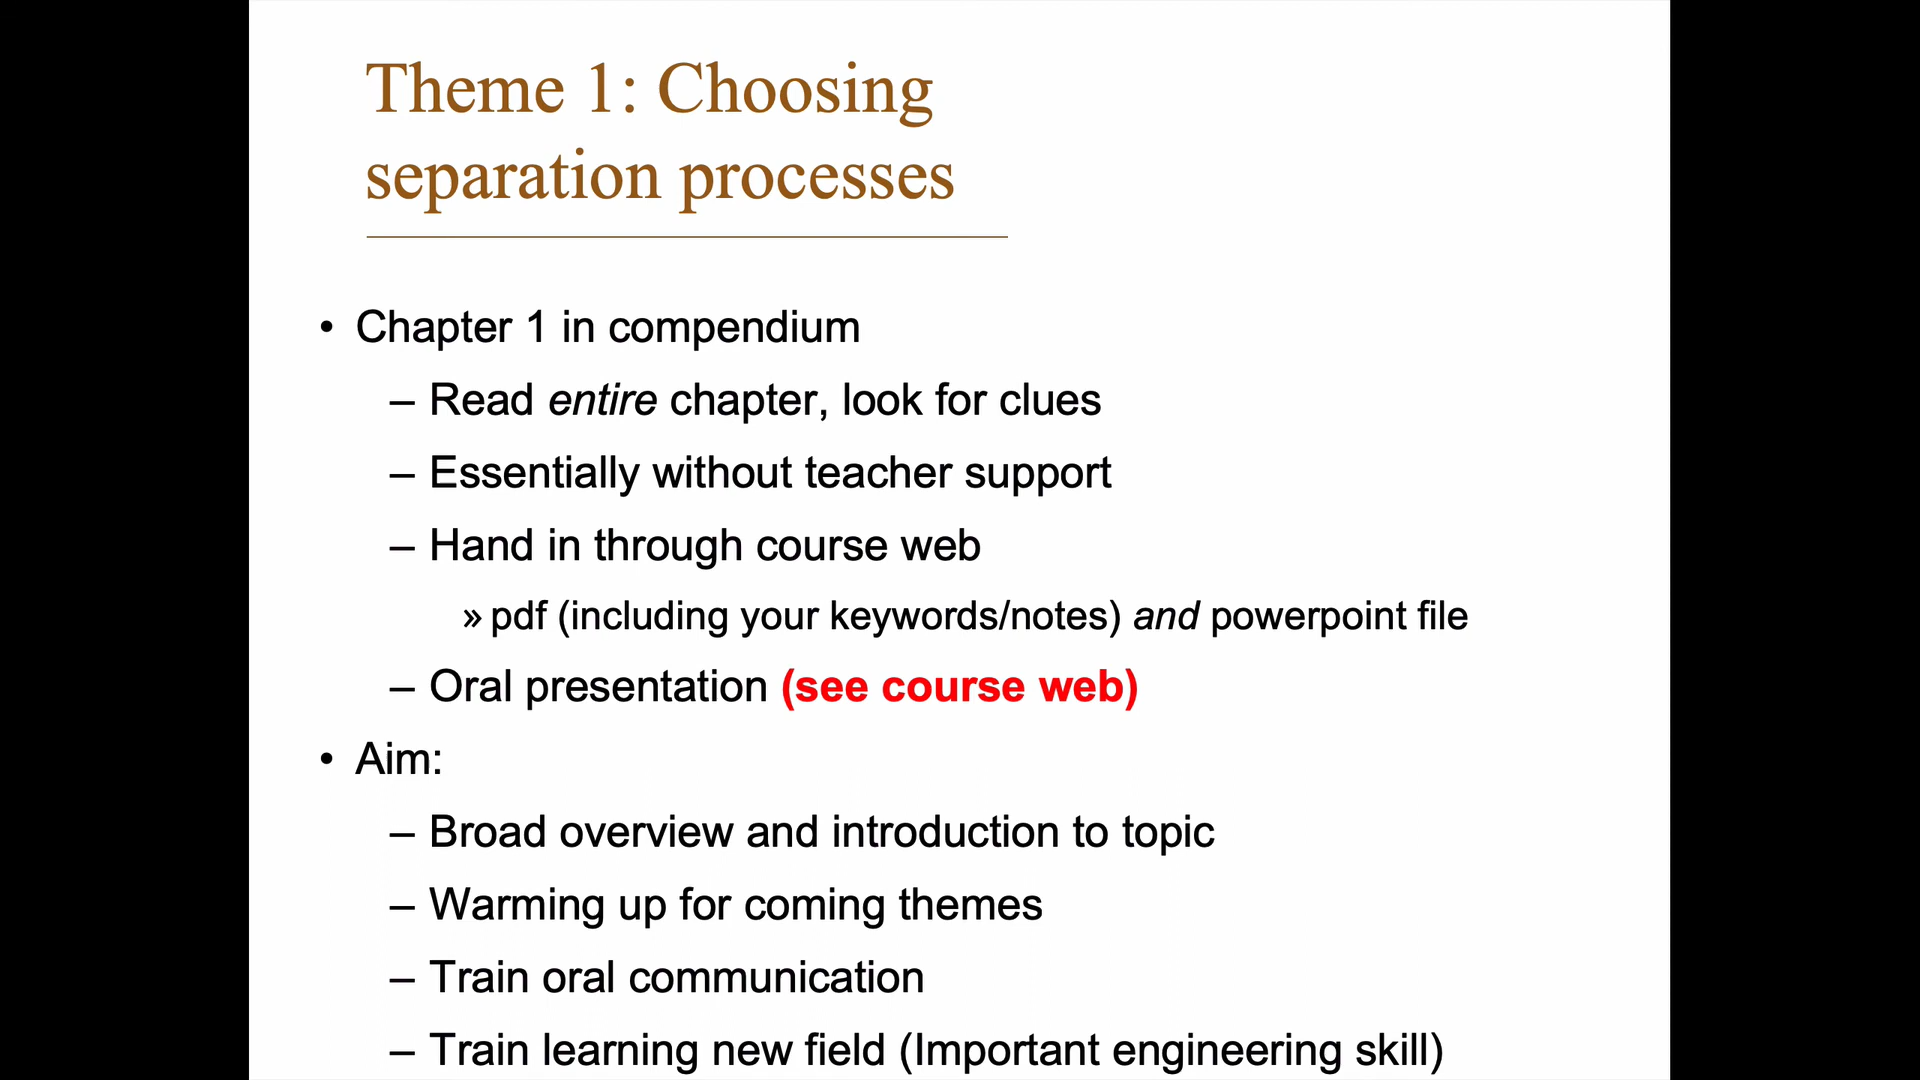 Theme 1: Choosing
separation processes
• Chapter 1 in compendium
– Read entire chapter, look for clues
– Essentially without teacher support
– Hand in through course web
» pdf (including your keywords/notes) and powerpoint file
– Oral presentation (see course web)
• Aim:
– Broad overview and introduction to topic
– Warming up for coming themes
– Train oral communication
– Train learning new field (Important engineering skill)